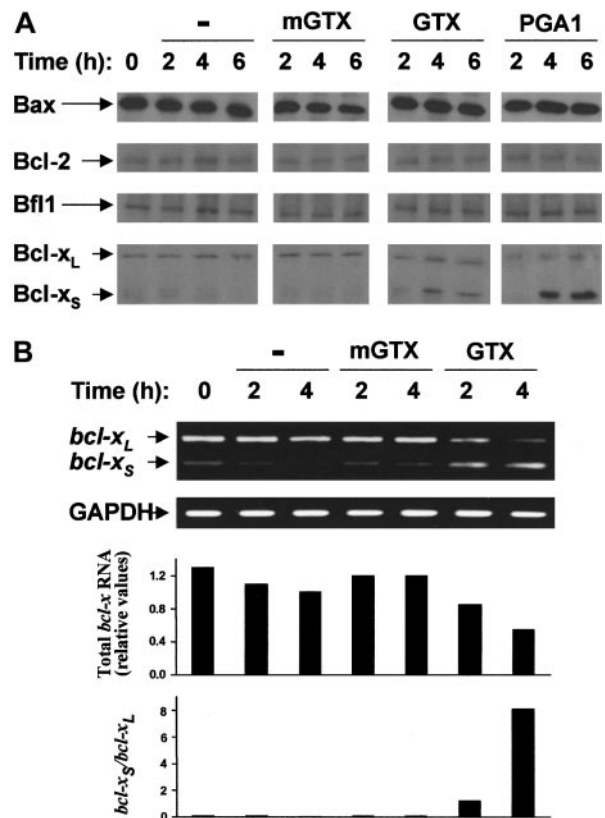 A
- mGTX GTX PGA1
Time (h): 0 2 4 6 2 4 6 2 4 6 2 4 6
Bax
Bcl-2
Bfl1
Bcl-xL
Bcl-xS
B
- mGTX GTX
Time (h): 0 2 4 2 4 2 4
bcl-xL
bcl-xS
GAPDH
Total bcl-x RNA
(relative values)
1.2
0.8
0.4
0.0
bcl-xS/bcl-xL
8
6
4
2
0